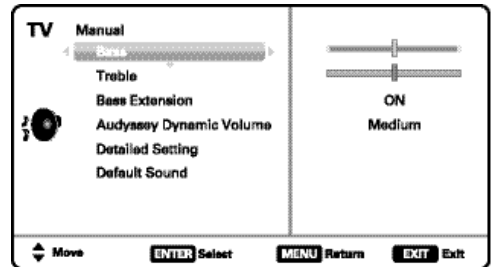 TV Manual
Bass
Treble
Bass Extension ON
Audyssey Dynamic Volume Medium
Detailed Setting
Default Sound
Move ENTER Select MENU Return EXIT Exit